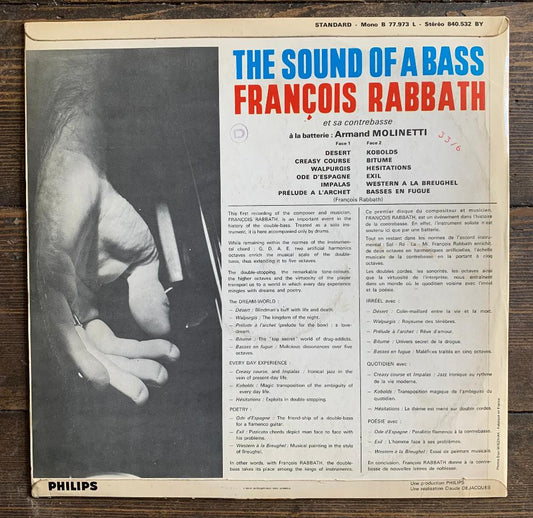 STANDARD - Mono B 77.973 L - Stéréo 840.532 BY
THE SOUND OF A BASS
FRANÇOIS RABBATH
et sa contrebasse
D
à la batterie : Armand MOLINETTI
33/6
Face 1
DESERT
CREASY COURSE
WALPURGIS
ODE D'ESPAGNE
IMPALAS
PRÉLUDE A L'ARCHET
Face 2
KOBOLDS
BITUME
HESITATIONS
EXIL
WESTERN A LA BREUGHEL
BASSES EN FUGUE
(François Rabbath)
This first recording of the composer and musician,
FRANÇOIS RABBATH, is an important event in the
history of the double-bass. Treated as a solo ins-
trument, it is here accompanied only by drums.
While remaining within the normes of the instrumen-
tal chord : G, D, A, E, two artificial harmonics
octaves enrich the musical scale of the double-
bass, thus extending it to five octaves.
The double-stopping, the remarkable tone-colours,
the higher octaves and the virtuosity of the player
transport us to a world in which every day experience
mingles with dreams and poetry.
The DREAM-WORLD :
— Désert : Blindman's buff with life and death.
— Walpurgis : The kingdom of the night.
— Prélude à l'archet (prelude for the bow) : a love-
dream.
— Bitume : The "top secret" world of drug-addicts.
— Basses en fugue : Malicious dissonances over five
octaves.
EVERY DAY EXPERIENCE :
— Creasy course, and Impalas : Ironical jazz in the
vein of present day life.
— Kobolds : Magic transposition of the ambiguity of
every day life.
— Hésitations : Exploits in double-stopping.
POETRY :
— Ode d'Espagne : The friend-ship of a double-bass
for a flamenco guitar.
— Exil : Pizzicato chords depict man face to face with
his problems.
— Western à la Breughel : Musical painting in the style
of Breughel.
In other words, with François RABBATH, the double-
bass takes its place among the kings of instruments.
Ce premier disque du compositeur et musicien,
FRANÇOIS RABBATH, est un événement dans l'histoire
de la contrebasse. En effet, l'instrument soliste n'est
soutenu ici que par une batterie.
Tout en restant dans les normes de l'accord instru-
mental : Sol - Ré - La - Mi, François Rabbath enrichit,
de deux octaves en harmoniques artificielles, l'échelle
musicale de la contrebasse en la portant à cinq
octaves.
Les doubles cordes, les sonorités, les octaves ainsi
que la virtuosité de l'interprète, nous entraînent
dans un monde où le quotidien voisine avec l'irréel
et la poésie.
IRRÉEL avec :
— Désert : Colin-maillard entre la vie et la mort.
— Walpurgis : Royaume des ténèbres.
— Prélude à l'archet : Rêve d'amour.
— Bitume : Univers secret de la drogue.
— Basses en fugue : Maléfices traités en cinq octaves.
QUOTIDIEN avec :
— Creasy course et Impalas : Jazz ironique au rythme
de la vie moderne.
— Kobolds : Transposition magique de l'ambiguïté du
quotidien.
— Hésitations : Le thème est mené sur double cordes.
POÉSIE avec :
— Ode d'Espagne : Parallèle flamenco à la contrebasse.
— Exil : L'homme face à ses problèmes.
— Western à la Breughel : Essai de peinture musicale.
En conclusion, François RABBATH donne à la contre-
basse de nouvelles lettres de noblesse.
PHILIPS
Une production PHILIPS
Une réalisation Claude DEJACQUES